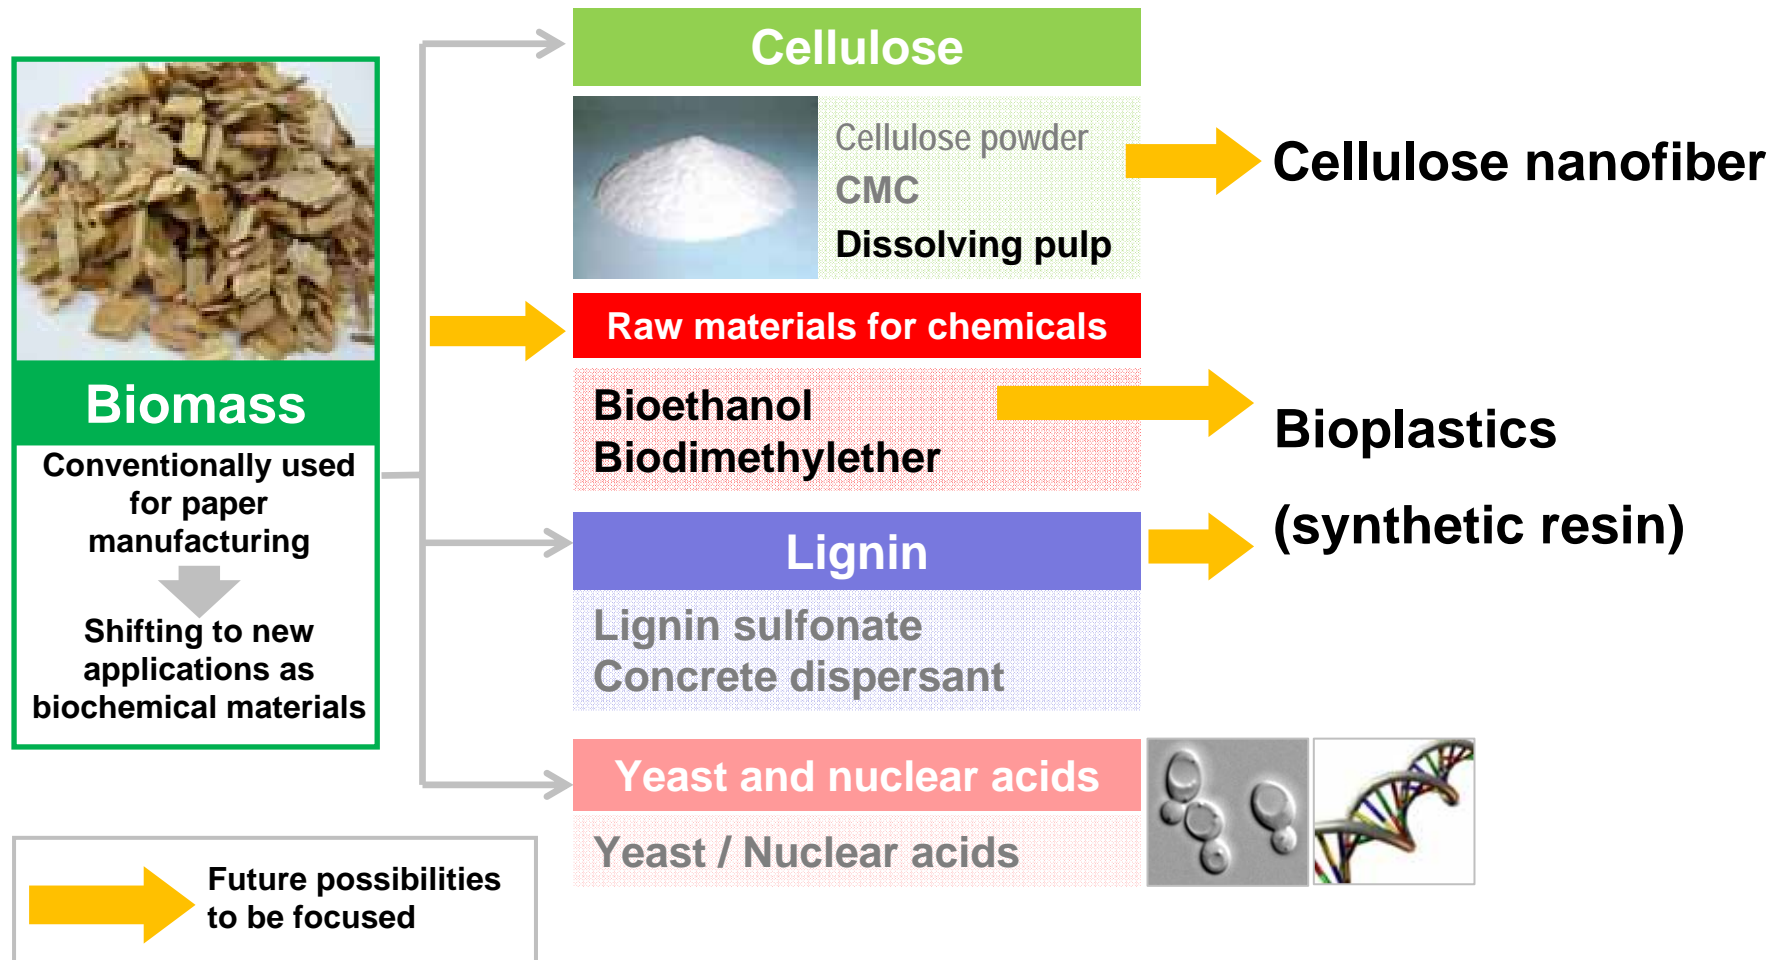 Biomass
Conventionally used
for paper
manufacturing
Shifting to new
applications as
biochemical materials
Future possibilities
to be focused
Cellulose
Cellulose powder
CMC
Dissolving pulp
Cellulose nanofiber
Raw materials for chemicals
Bioethanol
Biodimethylether
Bioplastics
(synthetic resin)
Lignin
Lignin sulfonate
Concrete dispersant
Yeast and nuclear acids
Yeast / Nuclear acids